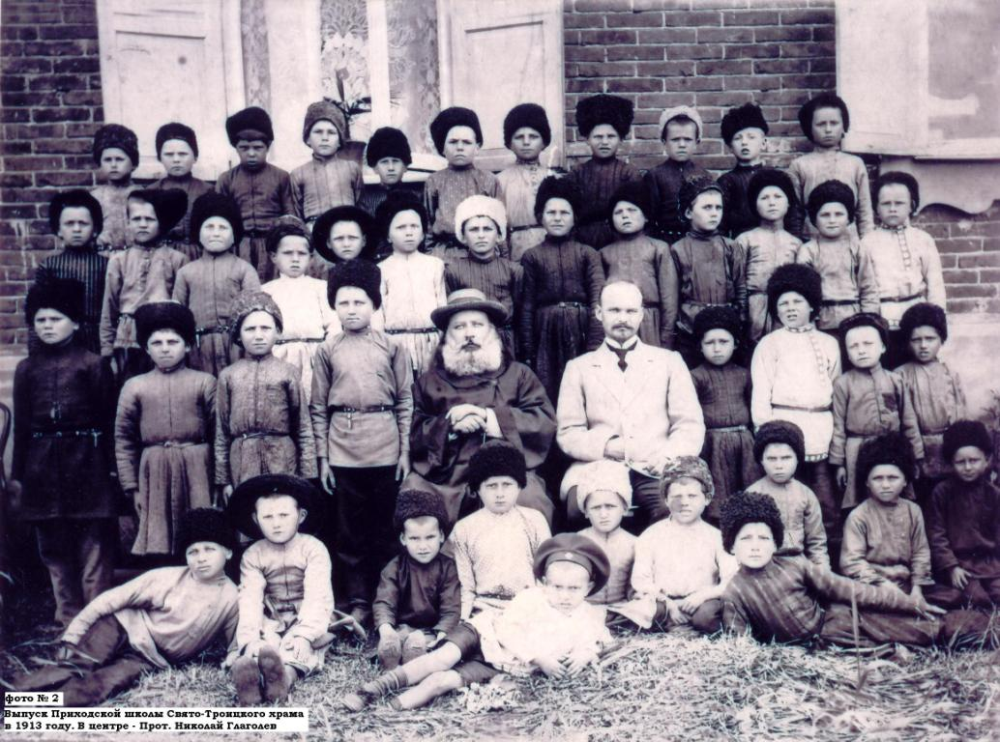 фото № 2
Выпуск Приходской школы Свято-Троицкого храма
в 1913 году. В центре - Прот. Николай Глаголев